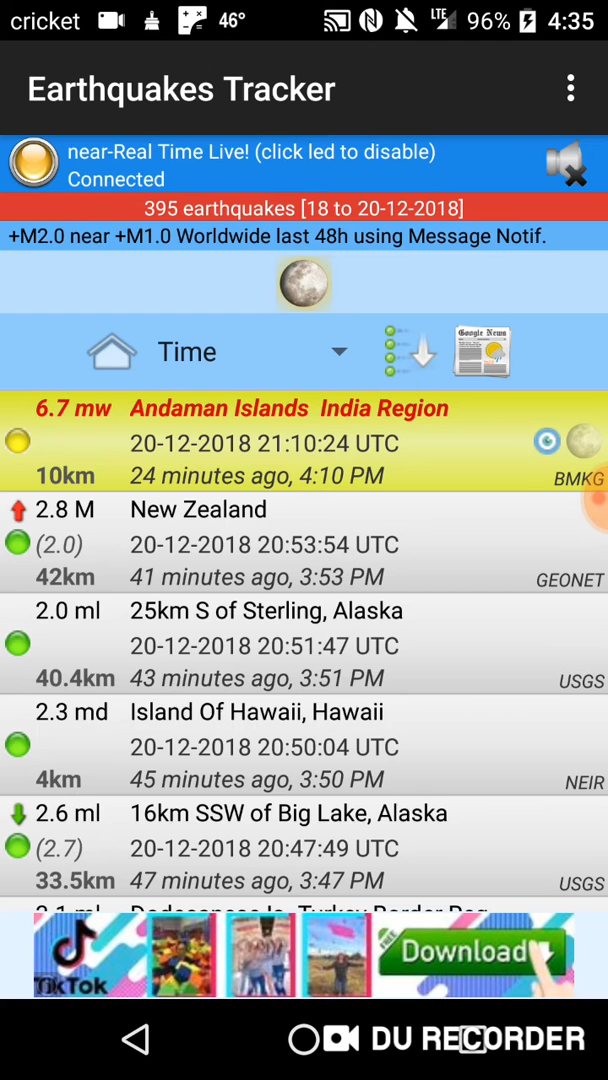 cricket 46° LTE 96% 4:35
Earthquakes Tracker
near-Real Time Live! (click led to disable)
Connected
395 earthquakes [18 to 20-12-2018]
+M2.0 near +M1.0 Worldwide last 48h using Message Notif.
Time
Google News
6.7 mw Andaman Islands India Region
20-12-2018 21:10:24 UTC
10km 24 minutes ago, 4:10 PM BMKG
2.8 M New Zealand
(2.0) 20-12-2018 20:53:54 UTC
42km 41 minutes ago, 3:53 PM GEONET
2.0 ml 25km S of Sterling, Alaska
20-12-2018 20:51:47 UTC
40.4km 43 minutes ago, 3:51 PM USGS
2.3 md Island Of Hawaii, Hawaii
20-12-2018 20:50:04 UTC
4km 45 minutes ago, 3:50 PM NEIR
2.6 ml 16km SSW of Big Lake, Alaska
(2.7) 20-12-2018 20:47:49 UTC
33.5km 47 minutes ago, 3:47 PM USGS
FREE
Download
TikTok
DU RECORDER